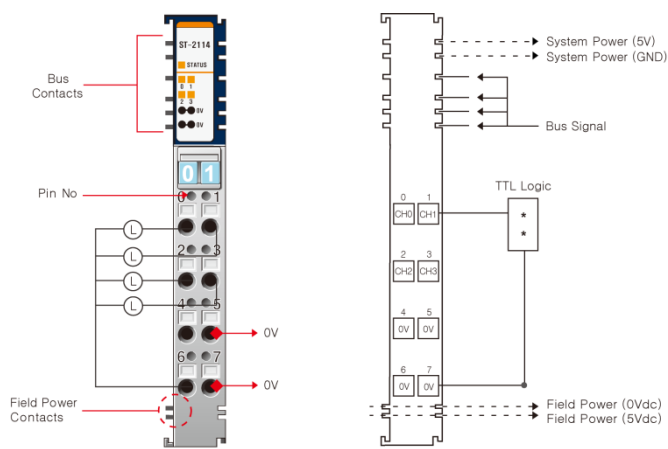 ST-2114
STATUS
0 1
2 3
0V
0V
Bus
Contacts
01
Pin No
0 1
L
2 3
L
L
4 5
L
0V
6 7
0V
Field Power
Contacts
System Power (5V)
System Power (GND)
Bus Signal
TTL Logic
0 1
CH0 CH1
*
*
2 3
CH2 CH3
4 5
0V 0V
6 7
0V 0V
Field Power (0Vdc)
Field Power (5Vdc)